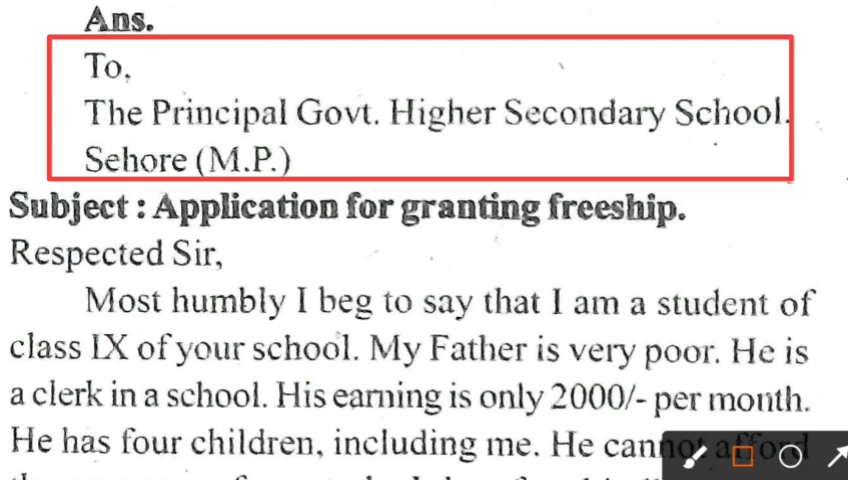 Ans.
To,
The Principal Govt. Higher Secondary School.
Sehore (M.P.)
Subject : Application for granting freeship.
Respected Sir,
Most humbly I beg to say that I am a student of
class IX of your school. My Father is very poor. He is
a clerk in a school. His earning is only 2000/- per month.
He has four children, including me. He cannot afford